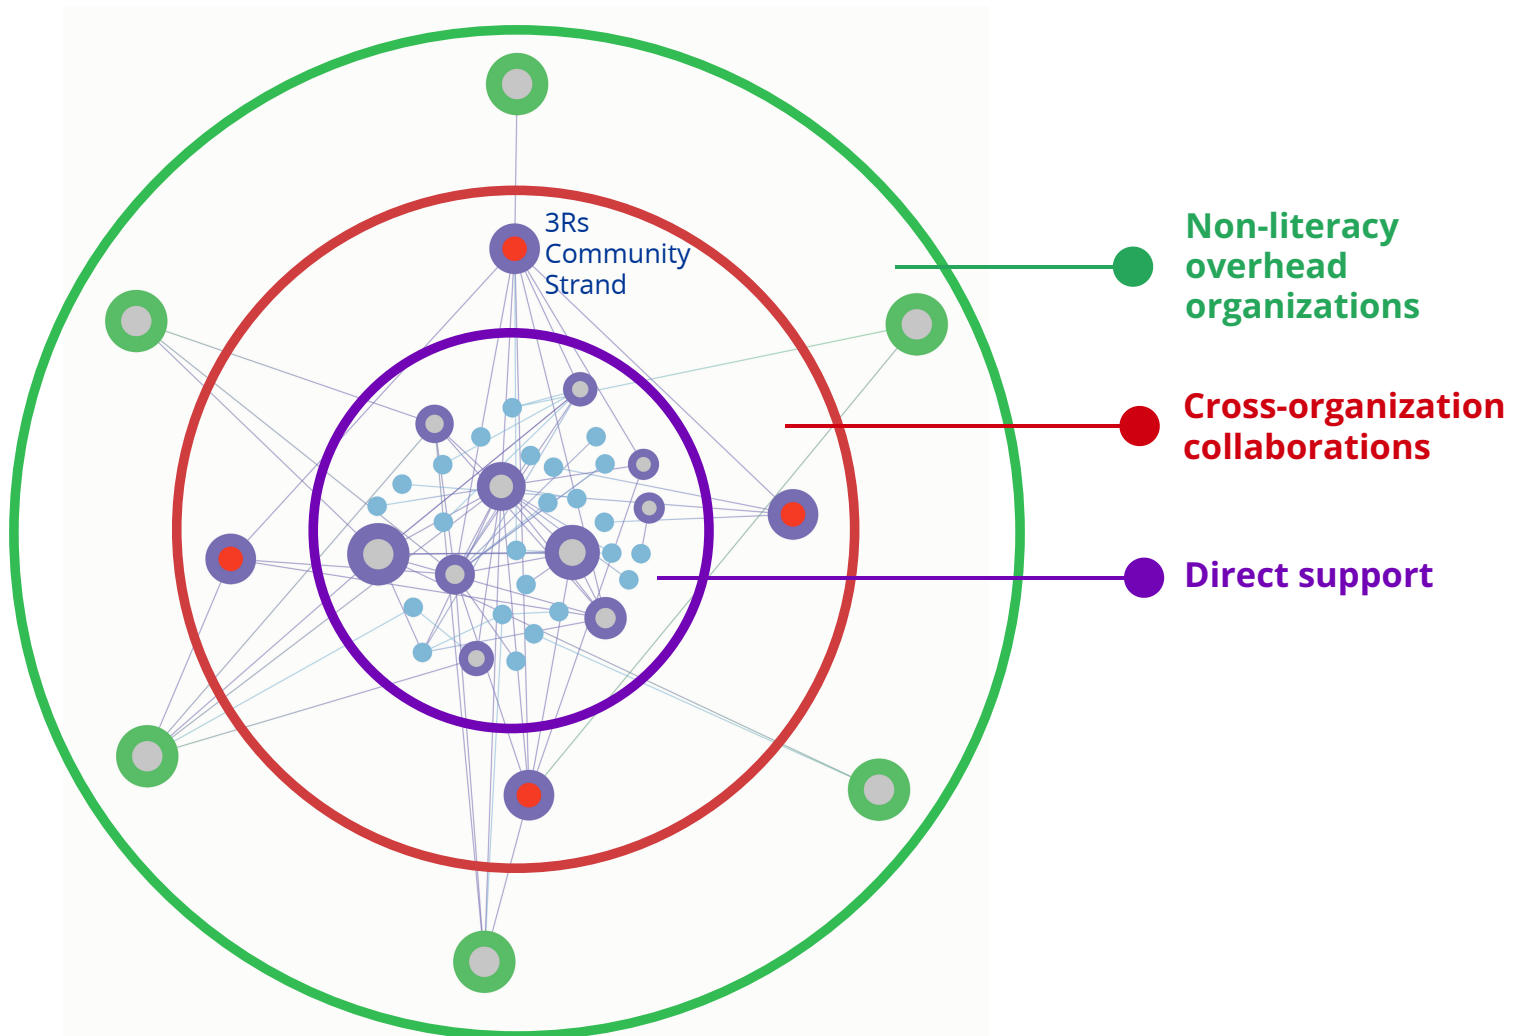 3Rs
Community
Strand
Non-literacy
overhead
organizations
Cross-organization
collaborations
Direct support